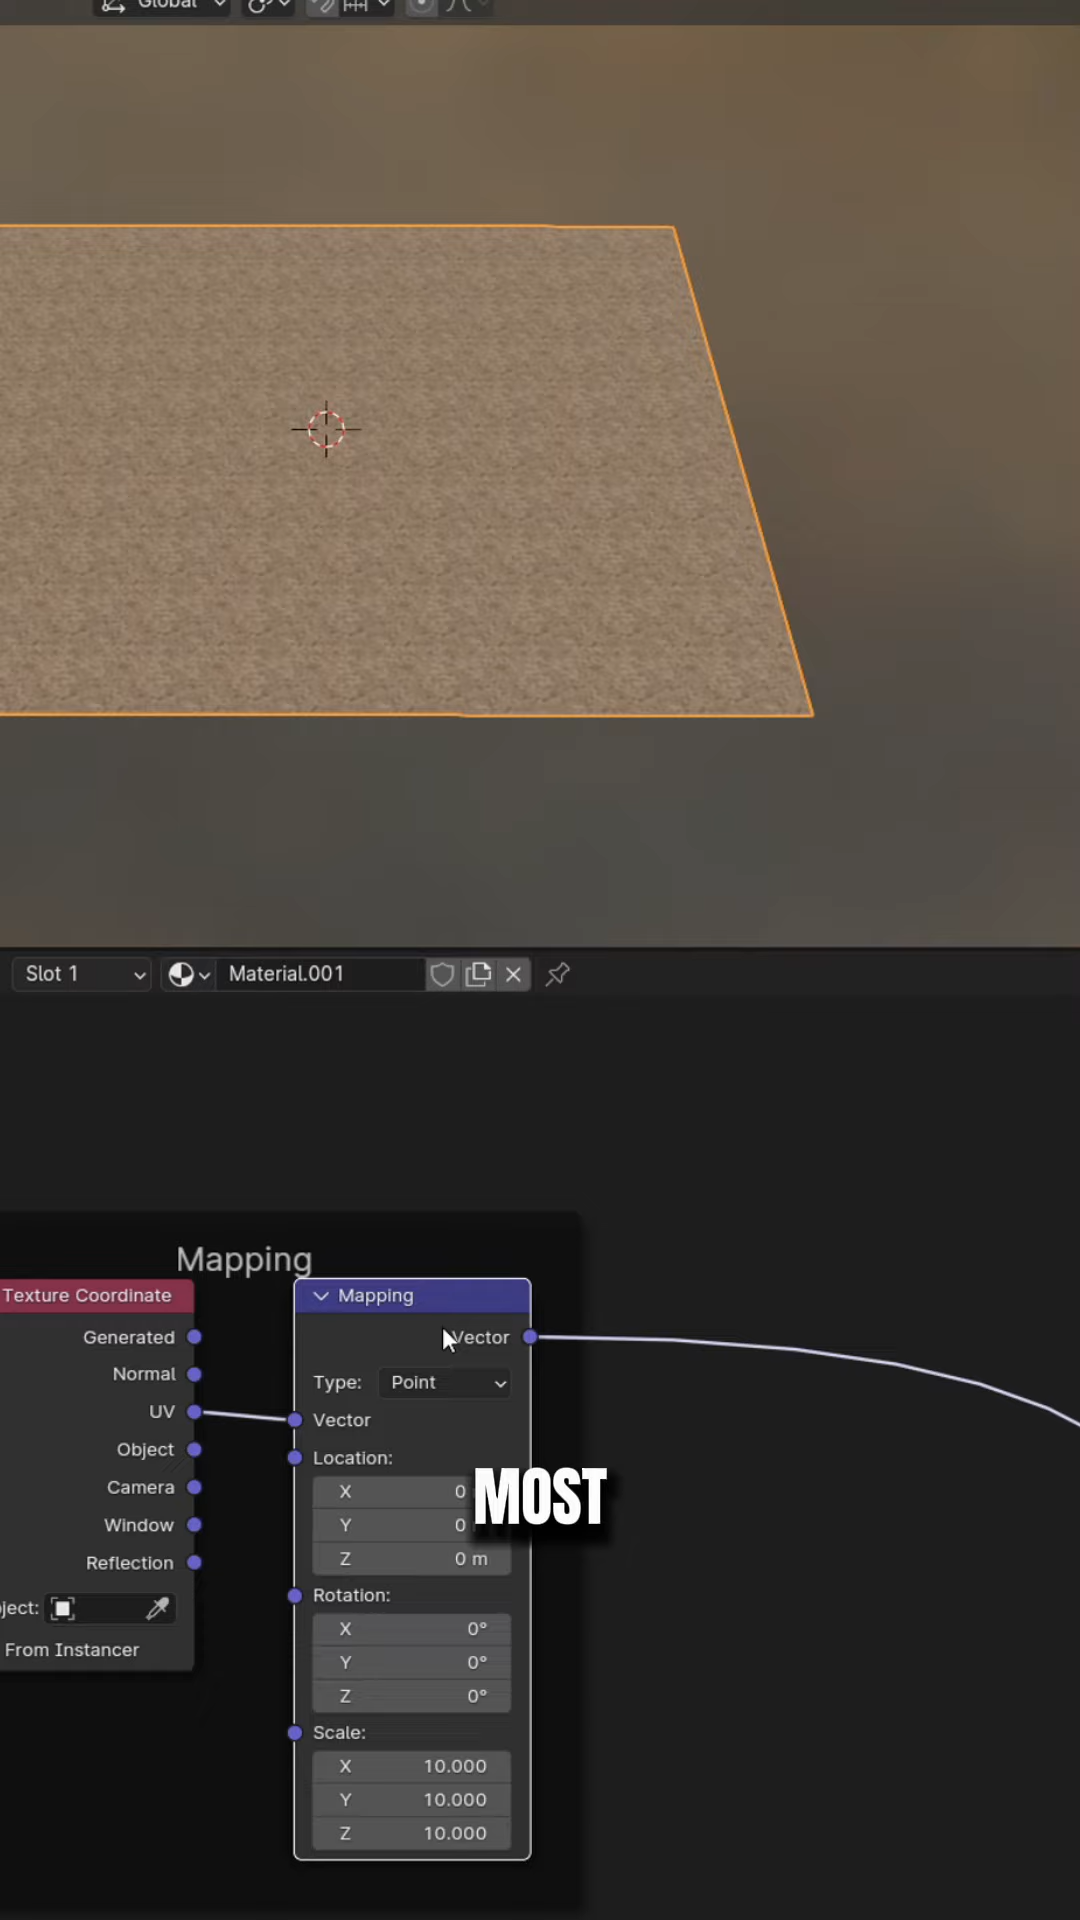 Global
Slot 1
Material.001
Mapping
Texture Coordinate
Generated
Normal
UV
Object
Camera
Window
Reflection
ject:
From Instancer
Mapping
Vector
Type: Point
Vector
Location:
X 0
Y 0
Z 0 m
MOST
Rotation:
X 0°
Y 0°
Z 0°
Scale:
X 10.000
Y 10.000
Z 10.000